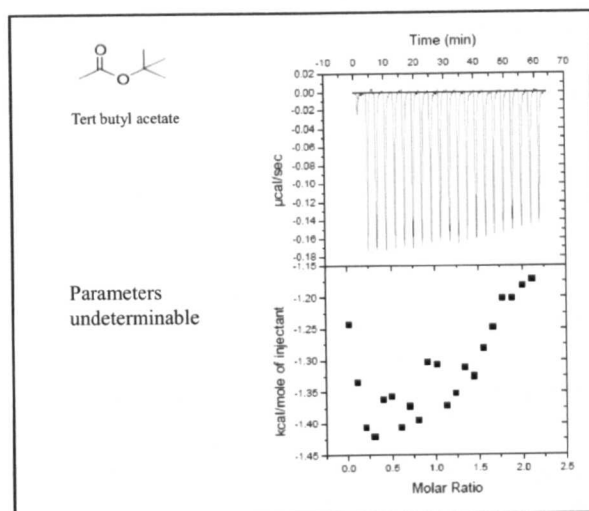 Time (min)
-10 0 10 20 30 40 50 60 70
O
O
Tert butyl acetate
0.02
0.00
-0.02
-0.04
-0.06
-0.08
-0.10
-0.12
-0.14
-0.16
-0.18
µcal/sec
Parameters
undeterminable
-1.15
-1.20
-1.25
-1.30
-1.35
-1.40
-1.45
kcal/mole of injectant
0.0 0.5 1.0 1.5 2.0 2.5
Molar Ratio